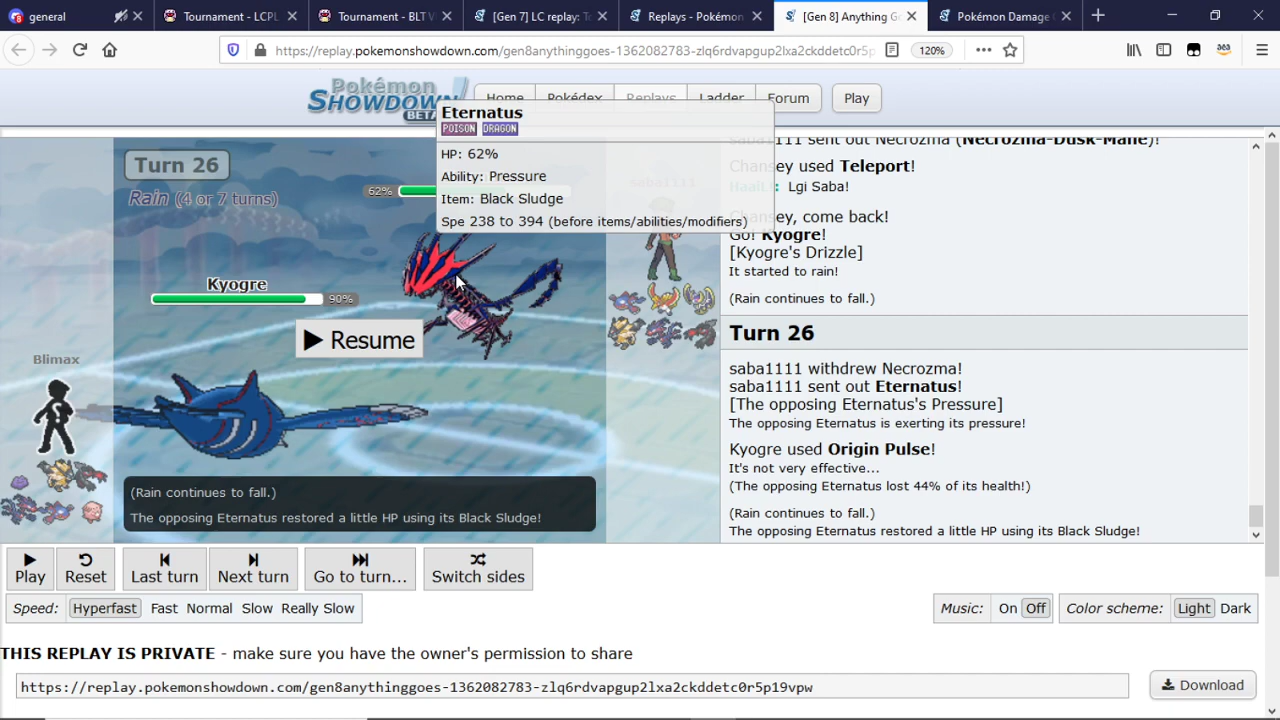 general
Tournament - LCPL
Tournament - BLT V
[Gen 7] LC replay: To
Replays - Pokémon
[Gen 8] Anything Go
Pokémon Damage C
https://replay.pokemonshowdown.com/gen8anythinggoes-1362082783-zlq6rdvapgup2lxa2ckddetc0r5p
120%
Pokémon
SHOWDOWN!
BETA
Home
Pokédex
Replays
Ladder
Forum
Play
Eternatus
POISON DRAGON
HP: 62%
Ability: Pressure
Item: Black Sludge
Spe 238 to 394 (before items/abilities/modifiers)
Turn 26
Rain (4 or 7 turns)
62%
saba1111
Kyogre
90%
Resume
Blimax
(Rain continues to fall.)
The opposing Eternatus restored a little HP using its Black Sludge!
saba1111 sent out Necrozma (Necrozma-Dusk-Mane)!
Chansey used Teleport!
Lgi Saba!
Chansey, come back!
Go! Kyogre!
[Kyogre's Drizzle]
It started to rain!
(Rain continues to fall.)
Turn 26
saba1111 withdrew Necrozma!
saba1111 sent out Eternatus!
[The opposing Eternatus's Pressure]
The opposing Eternatus is exerting its pressure!
Kyogre used Origin Pulse!
It's not very effective...
(The opposing Eternatus lost 44% of its health!)
(Rain continues to fall.)
The opposing Eternatus restored a little HP using its Black Sludge!
Play
Reset
Last turn
Next turn
Go to turn...
Switch sides
Speed: Hyperfast Fast Normal Slow Really Slow
Music: On Off
Color scheme: Light Dark
THIS REPLAY IS PRIVATE - make sure you have the owner's permission to share
https://replay.pokemonshowdown.com/gen8anythinggoes-1362082783-zlq6rdvapgup2lxa2ckddetc0r5p19vpw
Download